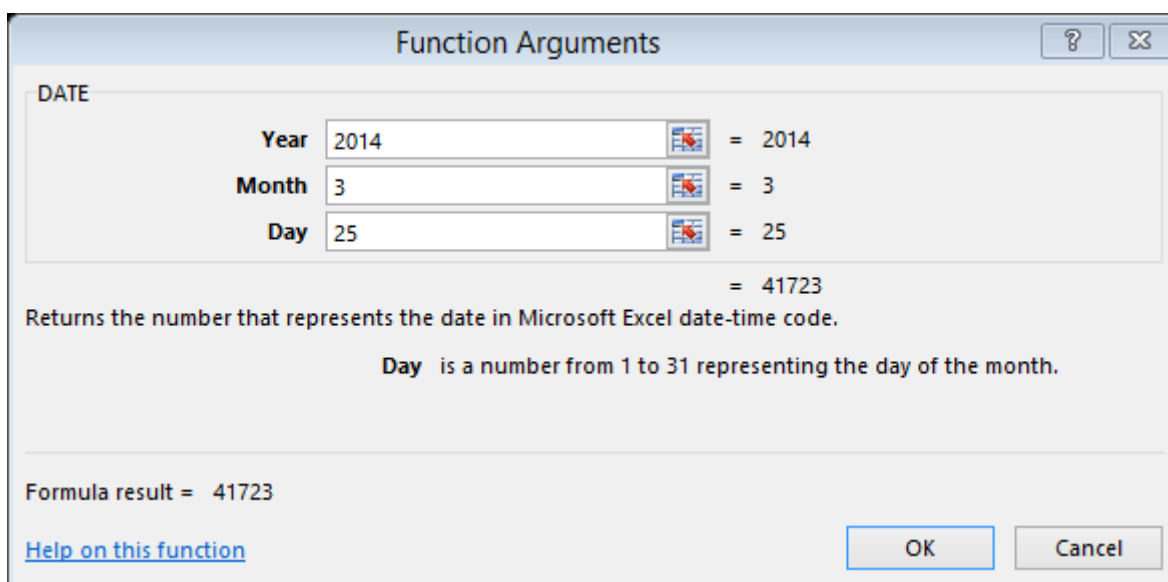 Function Arguments
DATE
Year 2014 = 2014
Month 3 = 3
Day 25 = 25
= 41723
Returns the number that represents the date in Microsoft Excel date-time code.
Day is a number from 1 to 31 representing the day of the month.
Formula result = 41723
Help on this function OK Cancel